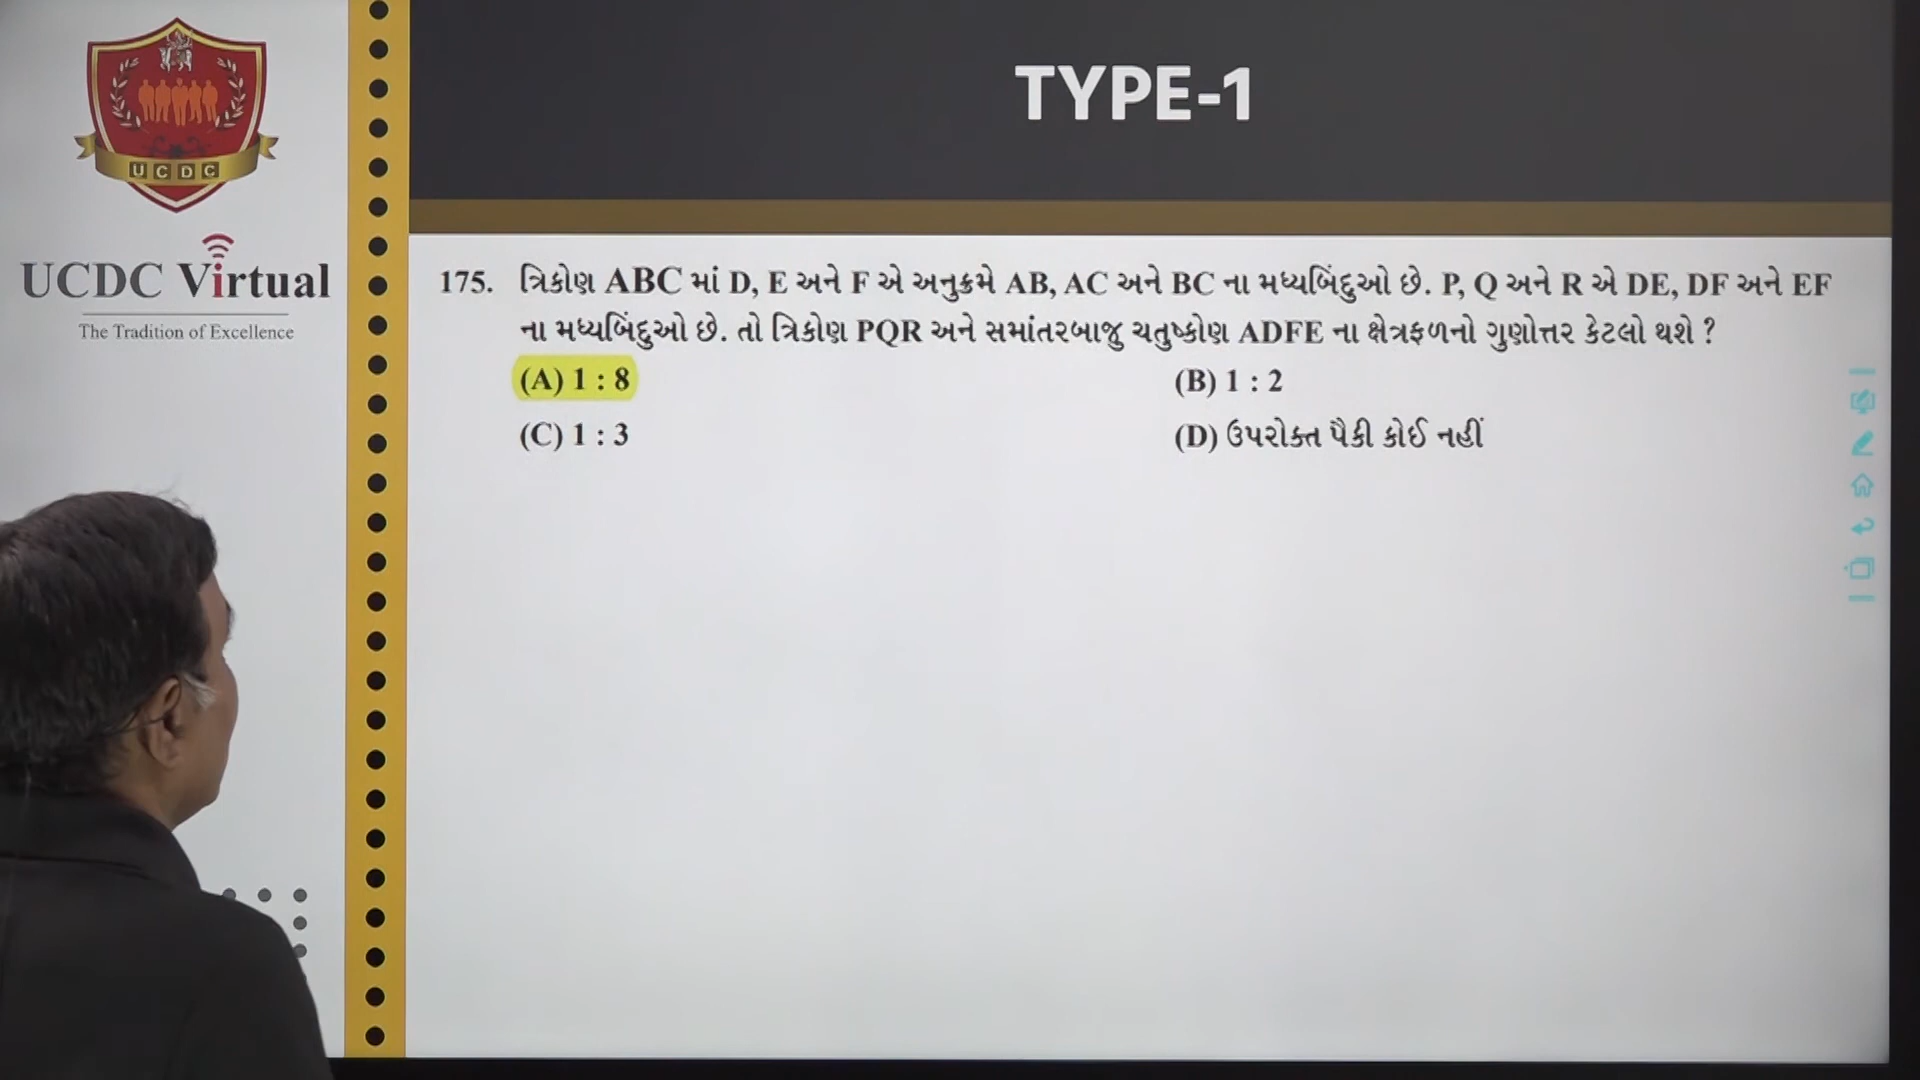 UCDC
UCDC Virtual
The Tradition of Excellence
TYPE-1
175. ત્રિકોણ ABC માં D, E અને F એ અનુક્રમે AB, AC અને BC ના મધ્યબિંદુઓ છે. P, Q અને R એ DE, DF અને EF
ના મધ્યબિંદુઓ છે. તો ત્રિકોણ PQR અને સમાંતરબાજુ ચતુષ્કોણ ADFE ના ક્ષેત્રફળનો ગુણોત્તર કેટલો થશે ?
(A) 1 : 8 (B) 1 : 2
(C) 1 : 3 (D) ઉપરોક્ત પૈકી કોઈ નહીં